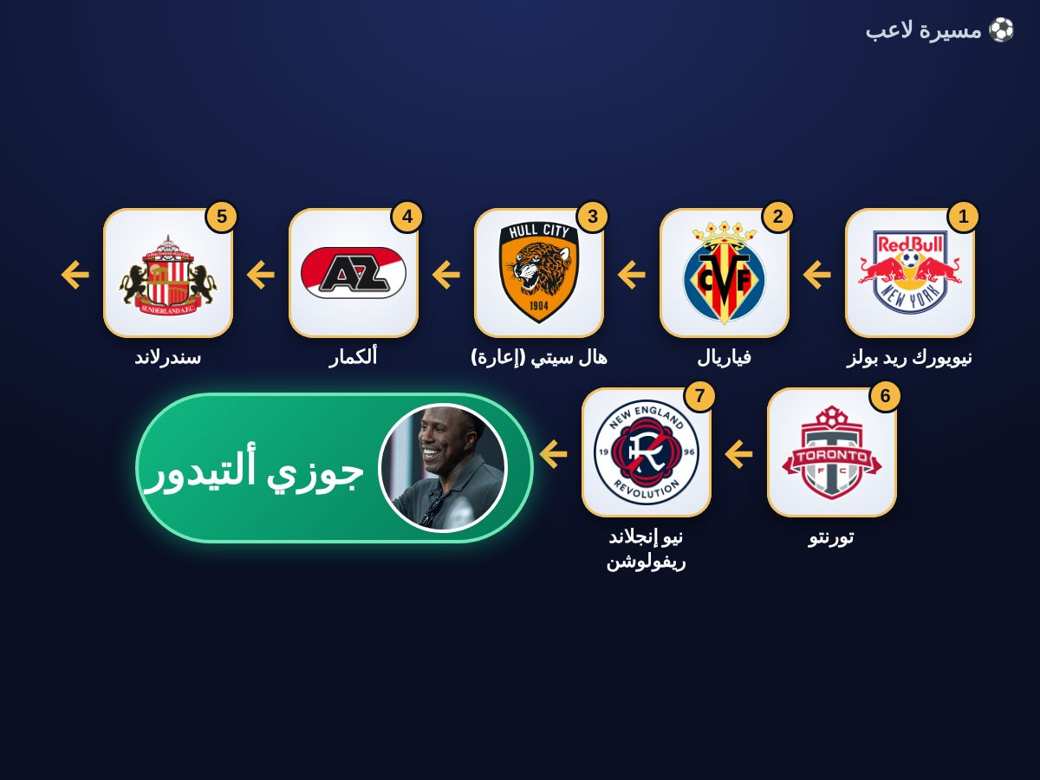 ⚽ مسيرة لاعب
1
Red Bull
NEW YORK
نيويورك ريد بولز
2
CVF
فياريال
3
HULL CITY
1904
هال سيتي (إعارة)
4
AZ
ألكمار
5
SUNDERLAND A.F.C.
سندرلاند
6
TORONTO
FC
تورنتو
7
NEW ENGLAND
19 96
R
REVOLUTION
نيو إنجلاند
ريفولوشن
جوزي ألتيدور